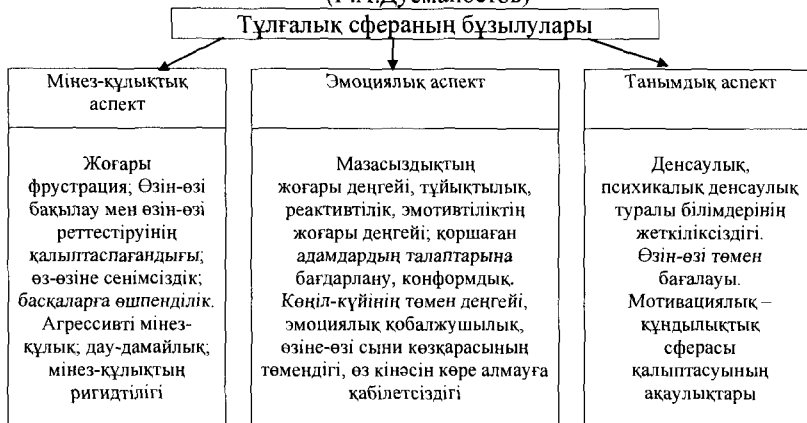 Тұлғалық сфераның бұзылулары
Мінез-құлықтық
аспект
Жоғары
фрустрация; Өзін-өзі
бақылау мен өзін-өзі
реттестіруінің
қалыптаспағандығы;
өз-өзіне сенімсіздік;
басқаларға өшпенділік.
Агрессивті мінез-
құлық; дау-дамайлық;
мінез-құлықтың
ригидтілігі
Эмоциялық аспект
Мазасыздықтың
жоғары деңгейі, тұйықтылық,
реактивтілік, эмотивтіліктің
жоғары деңгейі; қоршаған
адамдардың талаптарына
бағдарлану, конформдық.
Көңіл-күйінің төмен деңгейі,
эмоциялық қобалжушылық,
өзіне-өзі сыни көзқарасының
төмендігі, өз кінәсін көре алмауға
қабілетсіздігі
Танымдық аспект
Денсаулық,
психикалық денсаулық
туралы білімдерінің
жеткіліксіздігі.
Өзін-өзі төмен
бағалауы.
Мотивациялық –
құндылықтық
сферасы
қалыптасуының
ақаулықтары